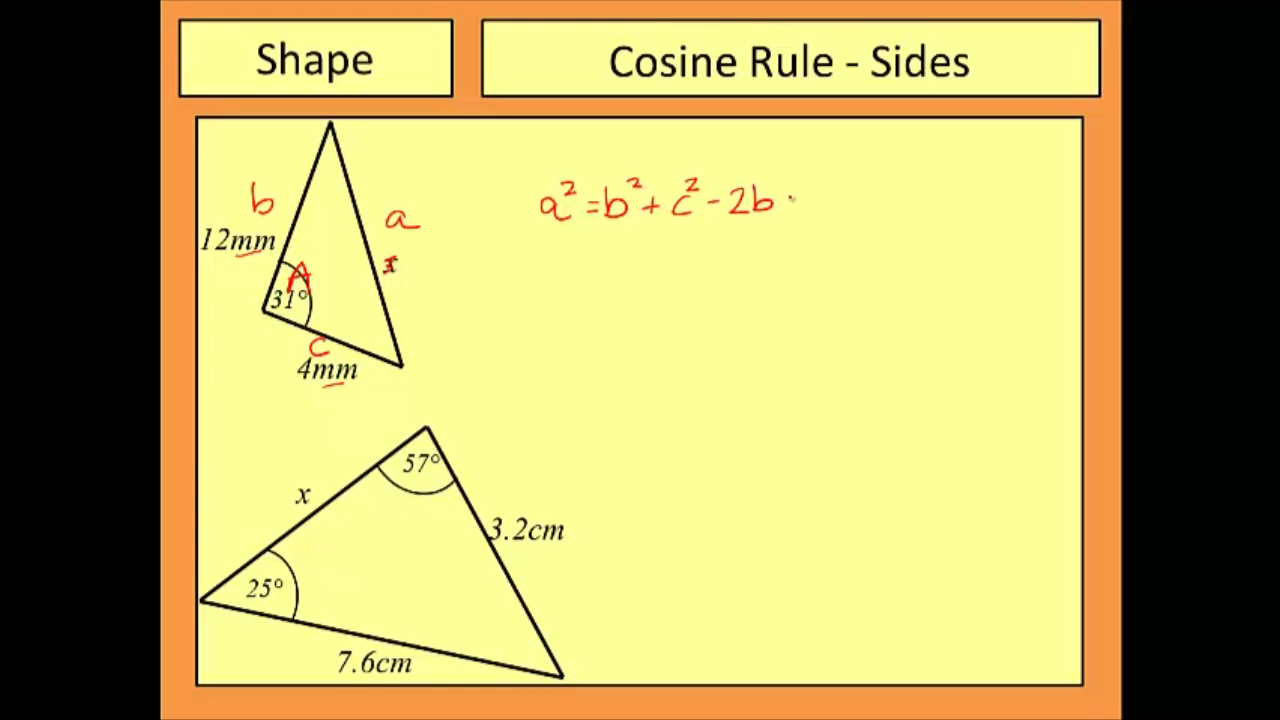 Shape
Cosine Rule - Sides
b
a² = b² + c² - 2b
a
12mm
x
A
31°
c
4mm
57°
x
3.2cm
25°
7.6cm